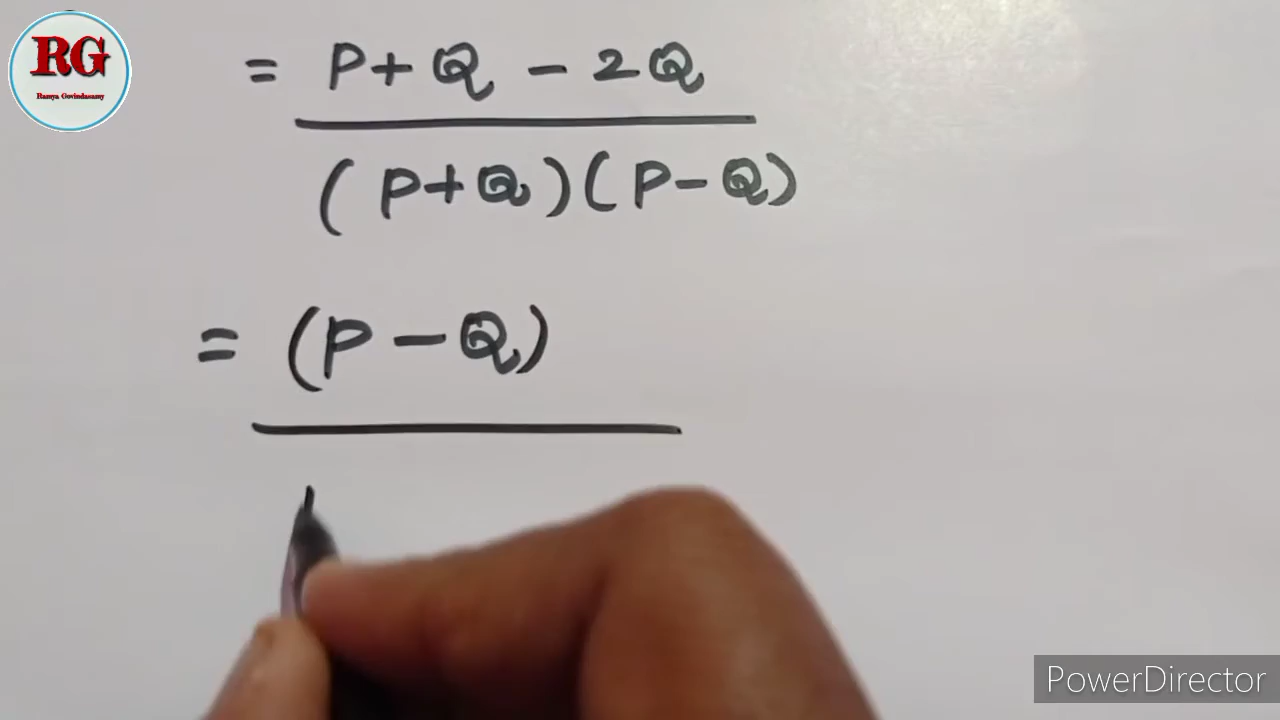 RG
Ramya Govindasamy
= P + Q - 2Q
(P+Q)(P-Q)
= (P - Q)
PowerDirector